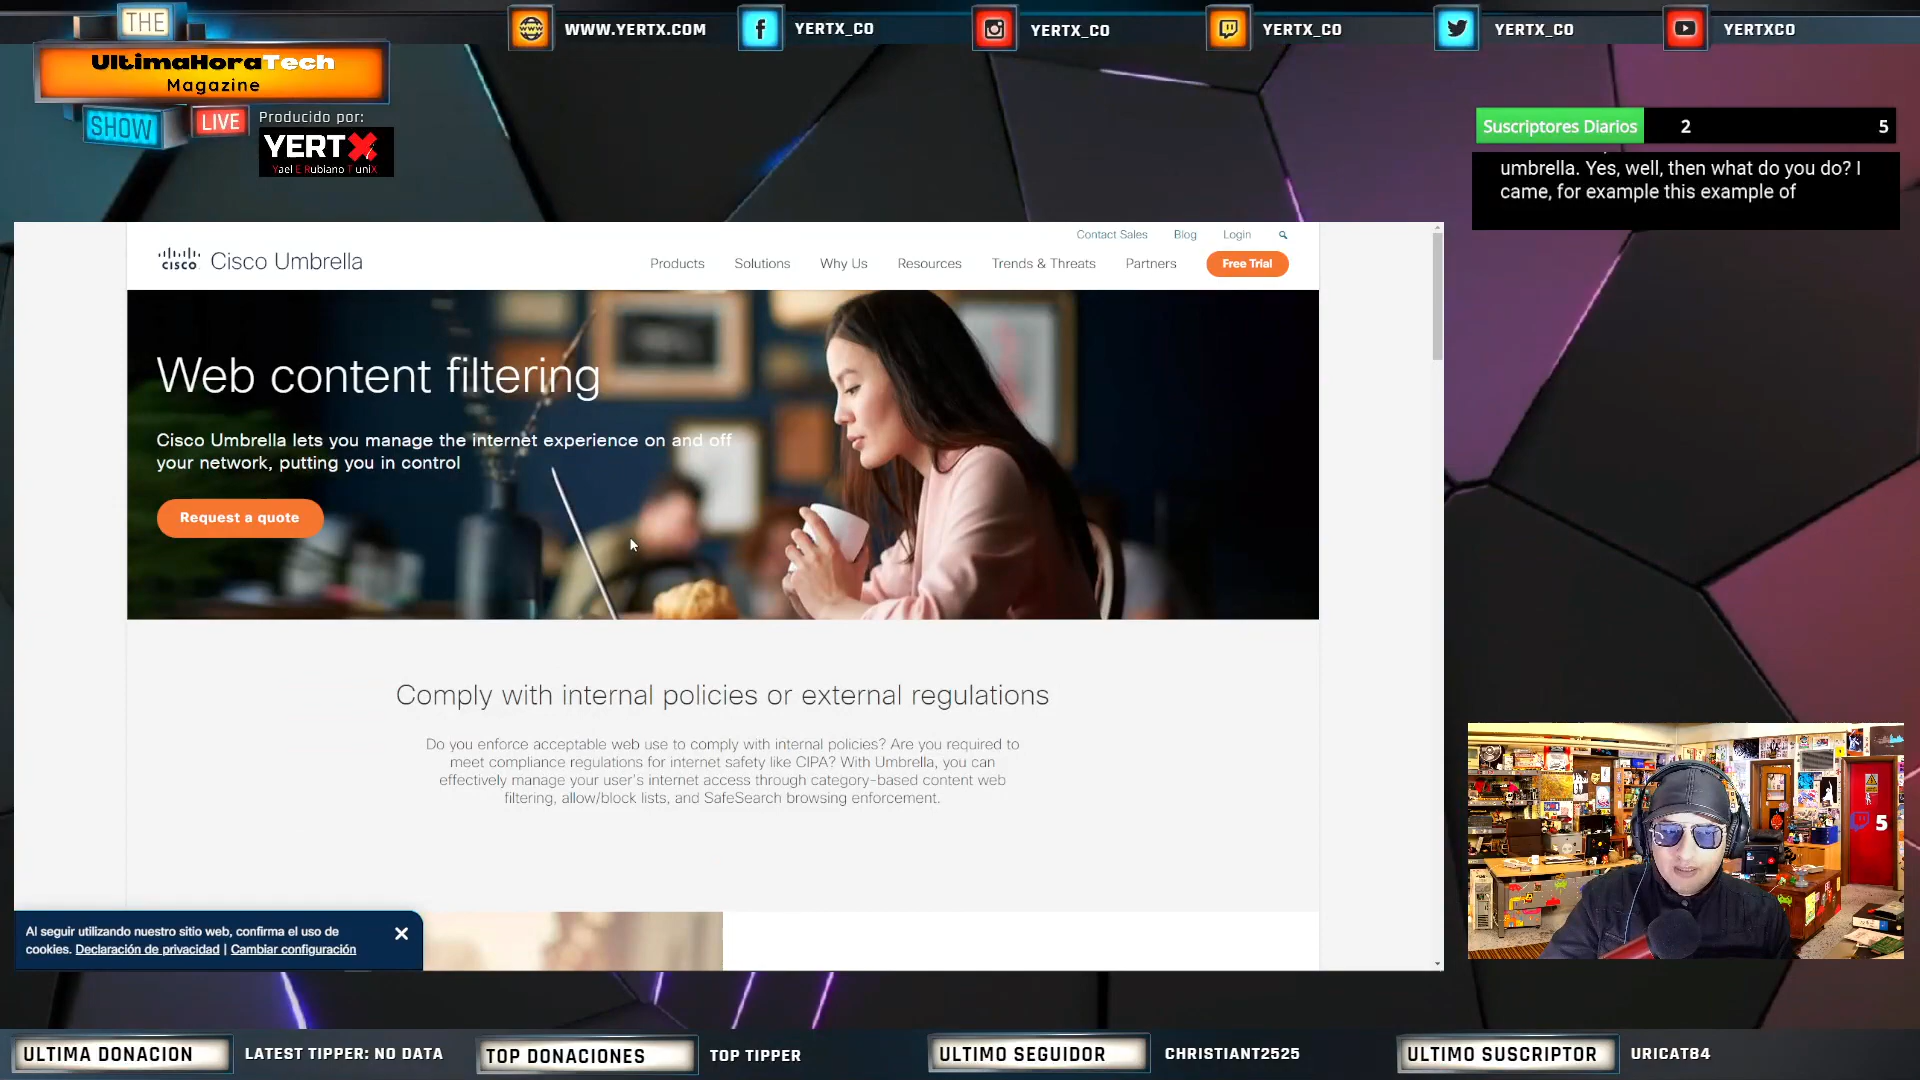 THE
UltimaHoraTech
Magazine
SHOW
LIVE
Producido por:
YERTX
Yael E Rubiano T uniX
WWW.YERTX.COM
YERTX_CO
YERTX_CO
YERTX_CO
YERTX_CO
YERTXCO
Suscriptores Diarios 2 5
umbrella. Yes, well, then what do you do? I
came, for example this example of
Contact Sales Blog Login
CISCO Cisco Umbrella
Products Solutions Why Us Resources Trends & Threats Partners Free Trial
Web content filtering
Cisco Umbrella lets you manage the internet experience on and off
your network, putting you in control
Request a quote
Comply with internal policies or external regulations
Do you enforce acceptable web use to comply with internal policies? Are you required to
meet compliance regulations for internet safety like CIPA? With Umbrella, you can
effectively manage your user's internet access through category-based content web
filtering, allow/block lists, and SafeSearch browsing enforcement.
Al seguir utilizando nuestro sitio web, confirma el uso de
cookies. Declaración de privacidad | Cambiar configuración
5
ULTIMA DONACION LATEST TIPPER: NO DATA
TOP DONACIONES TOP TIPPER
ULTIMO SEGUIDOR CHRISTIANT2525
ULTIMO SUSCRIPTOR URICAT84